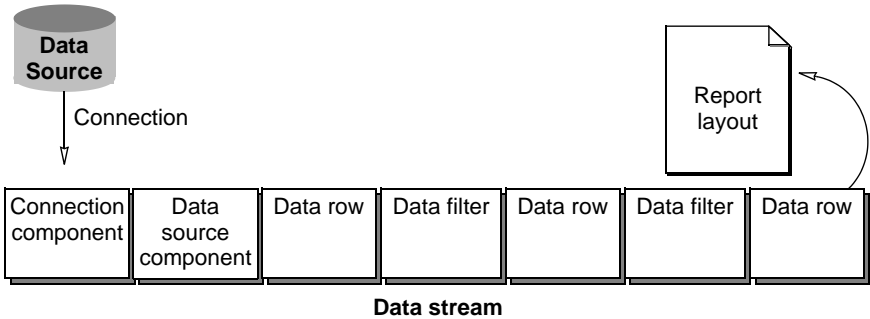 Data
Source
Connection
Report
layout
Connection
component
Data
source
component
Data row
Data filter
Data row
Data filter
Data row
Data stream